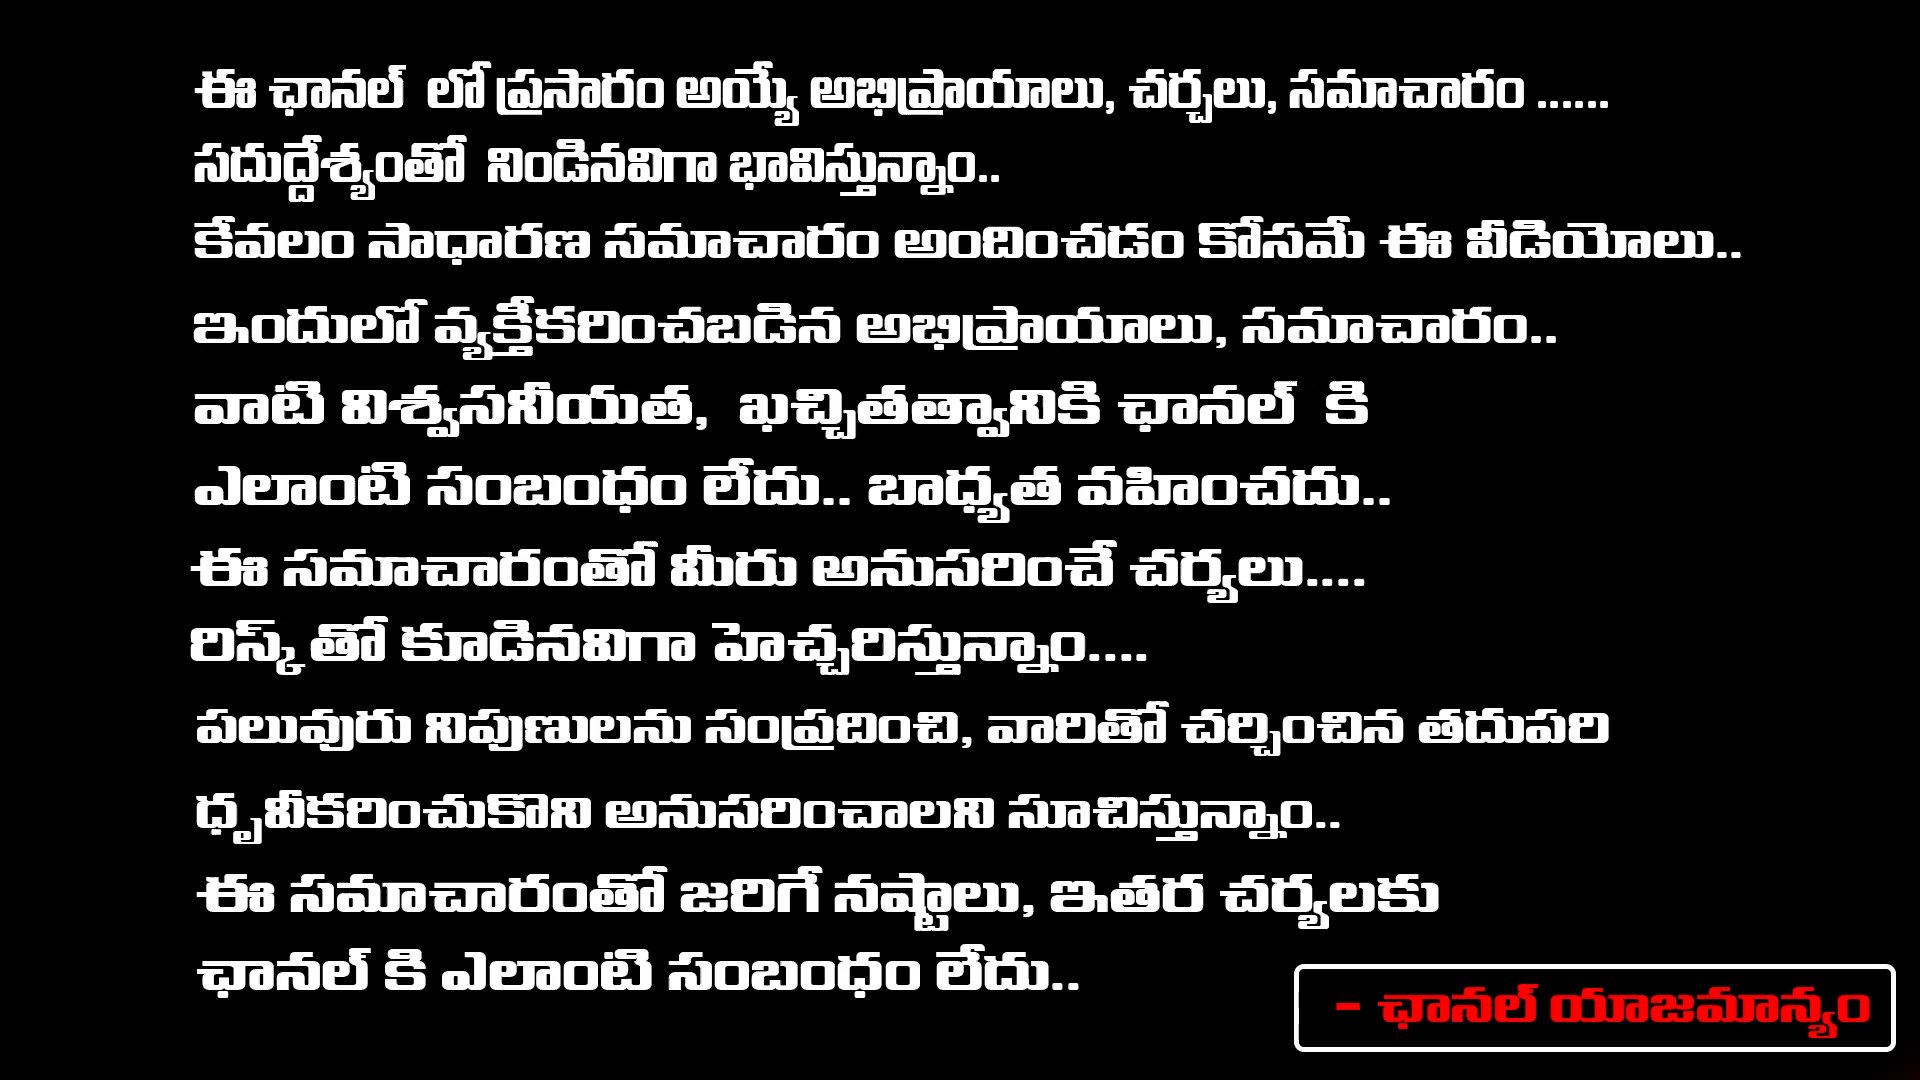 ఈ ఛానల్ లో ప్రసారం అయ్యే అభిప్రాయాలు, చర్చలు, సమాచారం ......
సదుద్దేశ్యంతో నిండినవిగా భావిస్తున్నాం..
కేవలం సాధారణ సమాచారం అందించడం కోసమే ఈ వీడియోలు..
ఇందులో వ్యక్తీకరించబడిన అభిప్రాయాలు, సమాచారం..
వాటి విశ్వసనీయత, ఖచ్చితత్వానికి ఛానల్ కి
ఎలాంటి సంబంధం లేదు.. బాధ్యత వహించదు..
ఈ సమాచారంతో మీరు అనుసరించే చర్యలు....
రిస్క్ తో కూడినవిగా హెచ్చరిస్తున్నాం....
పలువురు నిపుణులను సంప్రదించి, వారితో చర్చించిన తదుపరి
ధృవీకరించుకొని అనుసరించాలని సూచిస్తున్నాం..
ఈ సమాచారంతో జరిగే నష్టాలు, ఇతర చర్యలకు
ఛానల్ కి ఎలాంటి సంబంధం లేదు..
- ఛానల్ యాజమాన్యం